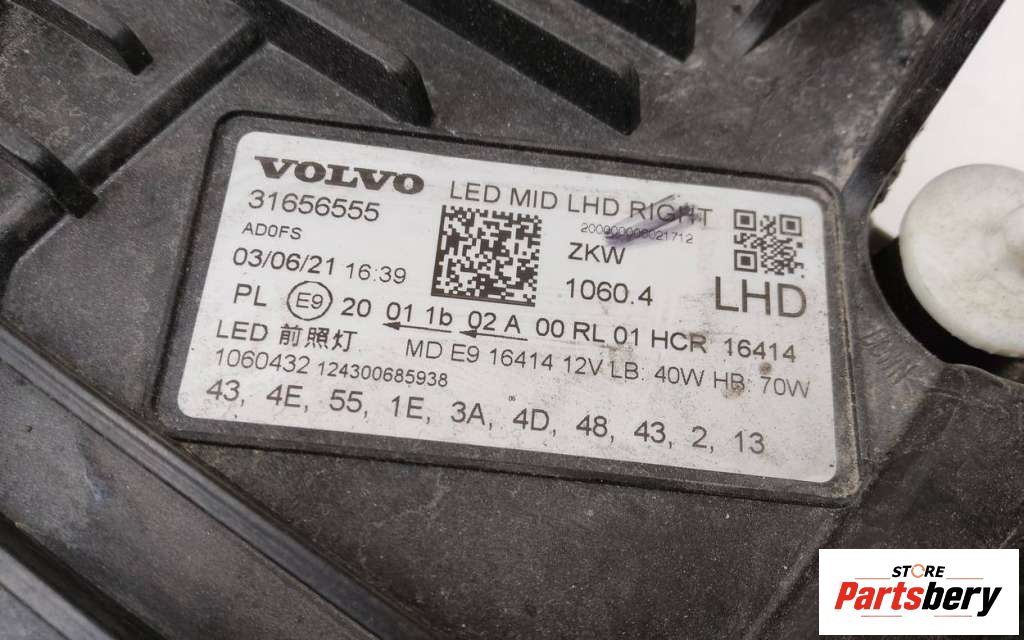 VOLVO LED MID LHD RIGHT
31656555
200000000021712
AD0FS
ZKW
03/06/21 16:39
1060.4
LHD
PL E9 20 01 1b 02 A 00 RL 01 HCR 16414
LED 前照灯 MD E9 16414 12V LB: 40W HB: 70W
1060432 124300685938
43, 4E, 55, 1E, 3A, 4D, 48, 43, 2, 13
STORE
Partsbery